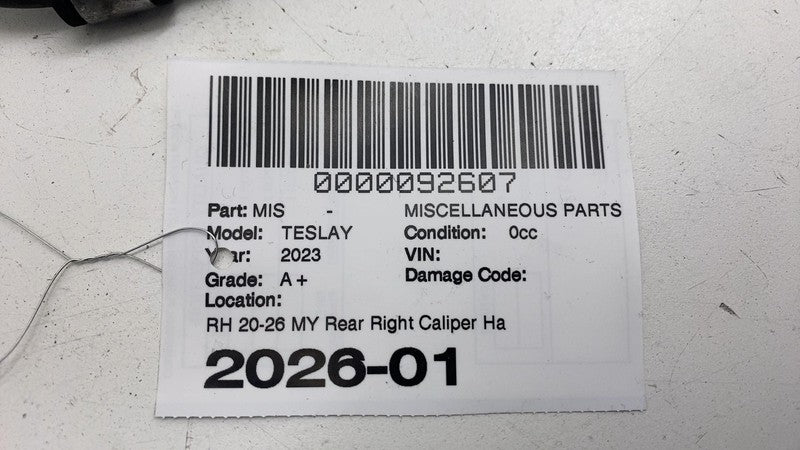 0000092607
Part: MIS - MISCELLANEOUS PARTS
Model: TESLAY Condition: 0cc
Year: 2023 VIN:
Grade: A + Damage Code:
Location:
RH 20-26 MY Rear Right Caliper Ha
2026-01